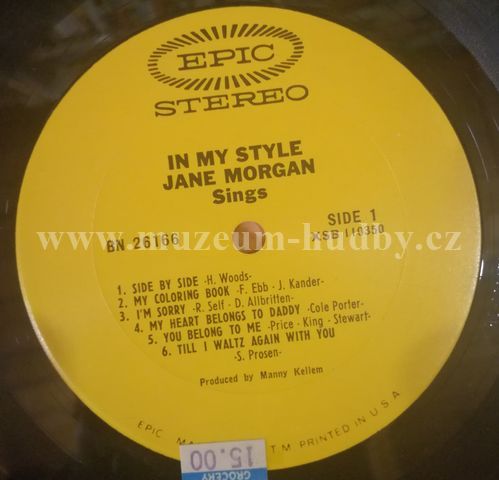 EPIC
STEREO
IN MY STYLE
JANE MORGAN
Sings
SIDE 1
BN 26166
XSB 110350
www.muzeum-hudby.cz
1. SIDE BY SIDE -H. Woods-
2. MY COLORING BOOK -F. Ebb - J. Kander-
3. I'M SORRY -R. Self - D. Allbritten-
4. MY HEART BELONGS TO DADDY -Cole Porter-
5. YOU BELONG TO ME -Price - King - Stewart-
6. TILL I WALTZ AGAIN WITH YOU
-S. Prosen-
Produced by Manny Kellem
EPIC T M PRINTED IN U.S.A.
15.00
GROCERY